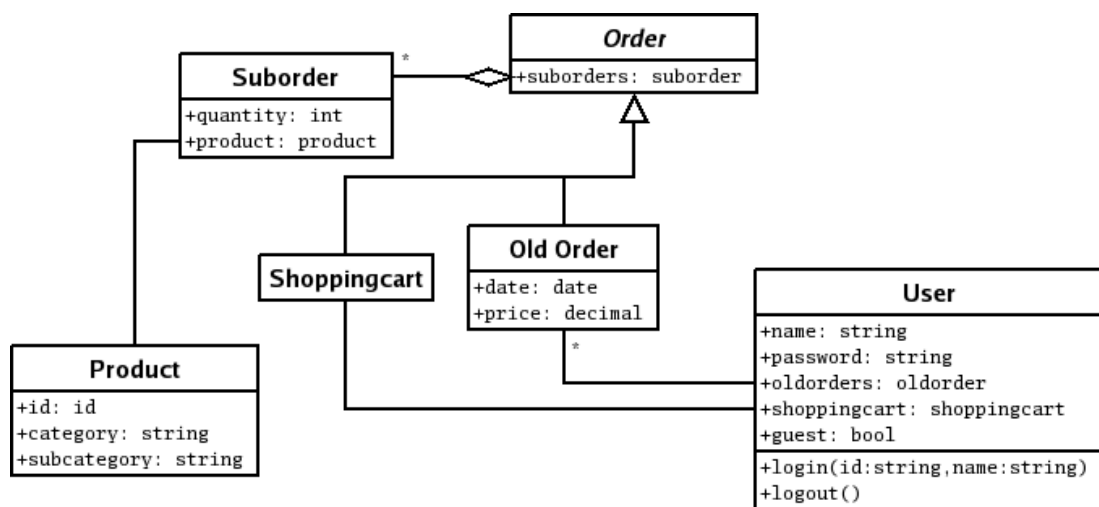 Order
+suborders: suborder
*
Suborder
+quantity: int
+product: product
Shoppingcart
Old Order
+date: date
+price: decimal
*
User
+name: string
+password: string
+oldorders: oldorder
+shoppingcart: shoppingcart
+guest: bool
+login(id:string,name:string)
+logout()
Product
+id: id
+category: string
+subcategory: string